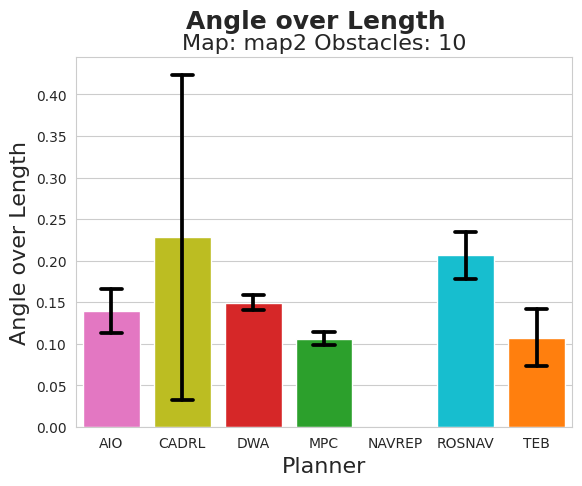 Angle over Length
Map: map2 Obstacles: 10
Angle over Length
0.40
0.35
0.30
0.25
0.20
0.15
0.10
0.05
0.00
AIO CADRL DWA MPC NAVREP ROSNAV TEB
Planner